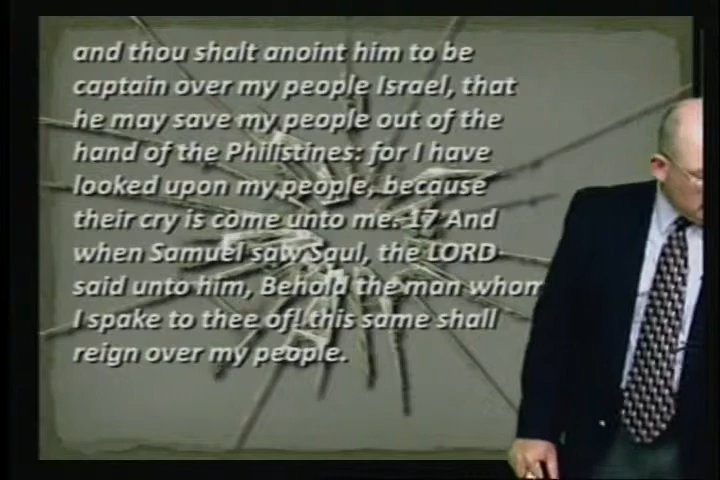 and thou shalt anoint him to be
captain over my people Israel, that
he may save my people out of the
hand of the Philistines: for I have
looked upon my people, because
their cry is come unto me. 17 And
when Samuel saw Saul, the LORD
said unto him, Behold the man whom
I spake to thee of! this same shall
reign over my people.